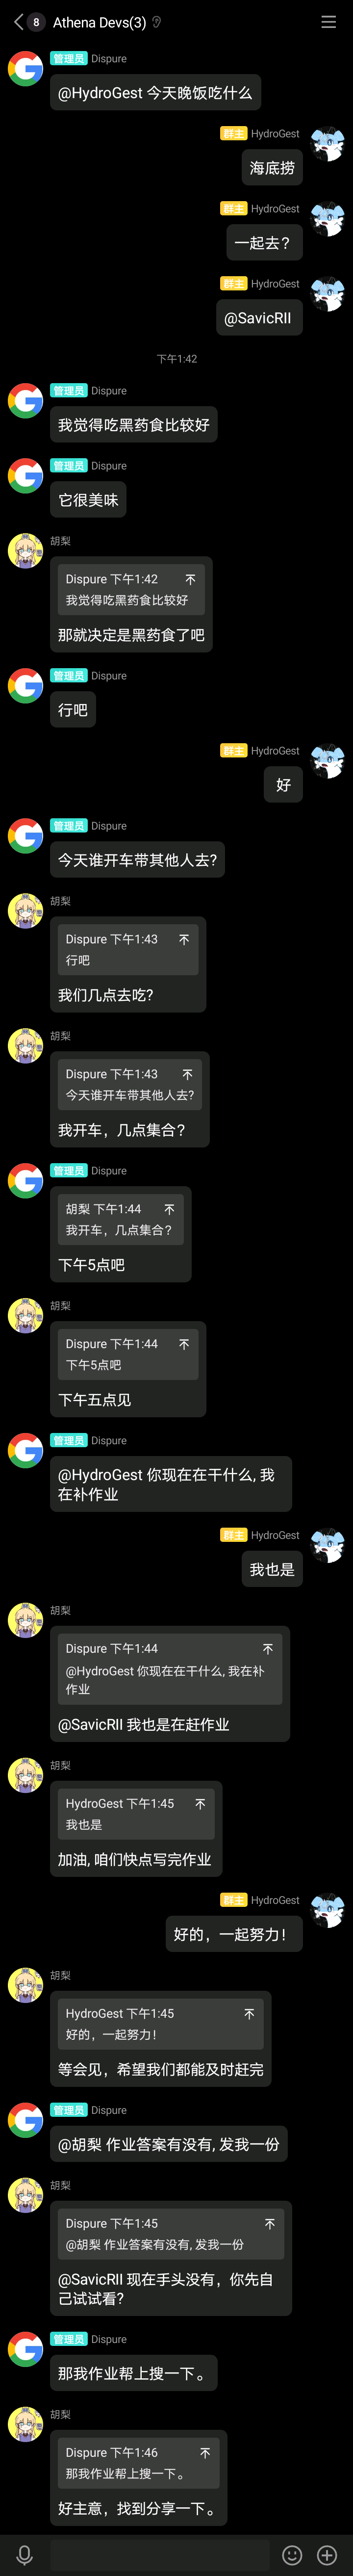 8 Athena Devs(3)
管理员 Dispure
@HydroGest 今天晚饭吃什么
群主 HydroGest
海底捞
群主 HydroGest
一起去？
群主 HydroGest
@SavicRII
下午1:42
管理员 Dispure
我觉得吃黑药食比较好
管理员 Dispure
它很美味
胡梨
Dispure 下午1:42
我觉得吃黑药食比较好
那就决定是黑药食了吧
管理员 Dispure
行吧
群主 HydroGest
好
管理员 Dispure
今天谁开车带其他人去?
胡梨
Dispure 下午1:43
行吧
我们几点去吃?
胡梨
Dispure 下午1:43
今天谁开车带其他人去?
我开车，几点集合？
管理员 Dispure
胡梨 下午1:44
我开车，几点集合？
下午5点吧
胡梨
Dispure 下午1:44
下午5点吧
下午五点见
管理员 Dispure
@HydroGest 你现在在干什么, 我
在补作业
群主 HydroGest
我也是
胡梨
Dispure 下午1:44
@HydroGest 你现在在干什么, 我在补
作业
@SavicRII 我也是在赶作业
胡梨
HydroGest 下午1:45
我也是
加油, 咱们快点写完作业
群主 HydroGest
好的，一起努力！
胡梨
HydroGest 下午1:45
好的，一起努力！
等会见，希望我们都能及时赶完
管理员 Dispure
@胡梨 作业答案有没有, 发我一份
胡梨
Dispure 下午1:45
@胡梨 作业答案有没有, 发我一份
@SavicRII 现在手头没有，你先自
己试试看?
管理员 Dispure
那我作业帮上搜一下。
胡梨
Dispure 下午1:46
那我作业帮上搜一下。
好主意，找到分享一下。